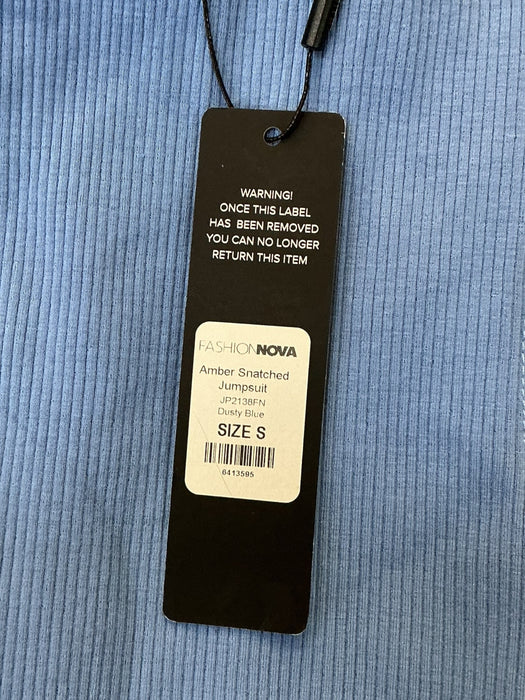 WARNING!
ONCE THIS LABEL
HAS BEEN REMOVED
YOU CAN NO LONGER
RETURN THIS ITEM
FASHIONNOVA
Amber Snatched
Jumpsuit
JP2138FN
Dusty Blue
SIZE S
6413595